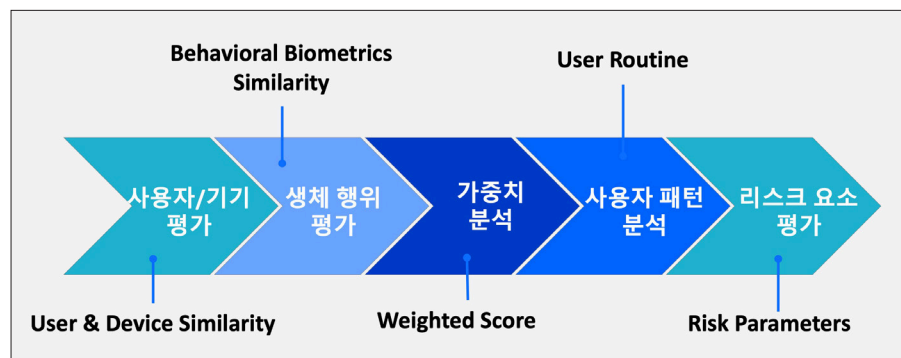 Behavioral Biometrics
Similarity
User Routine
사용자/기기
평가
생체 행위
평가
가중치
분석
사용자 패턴
분석
리스크 요소
평가
User & Device Similarity
Weighted Score
Risk Parameters